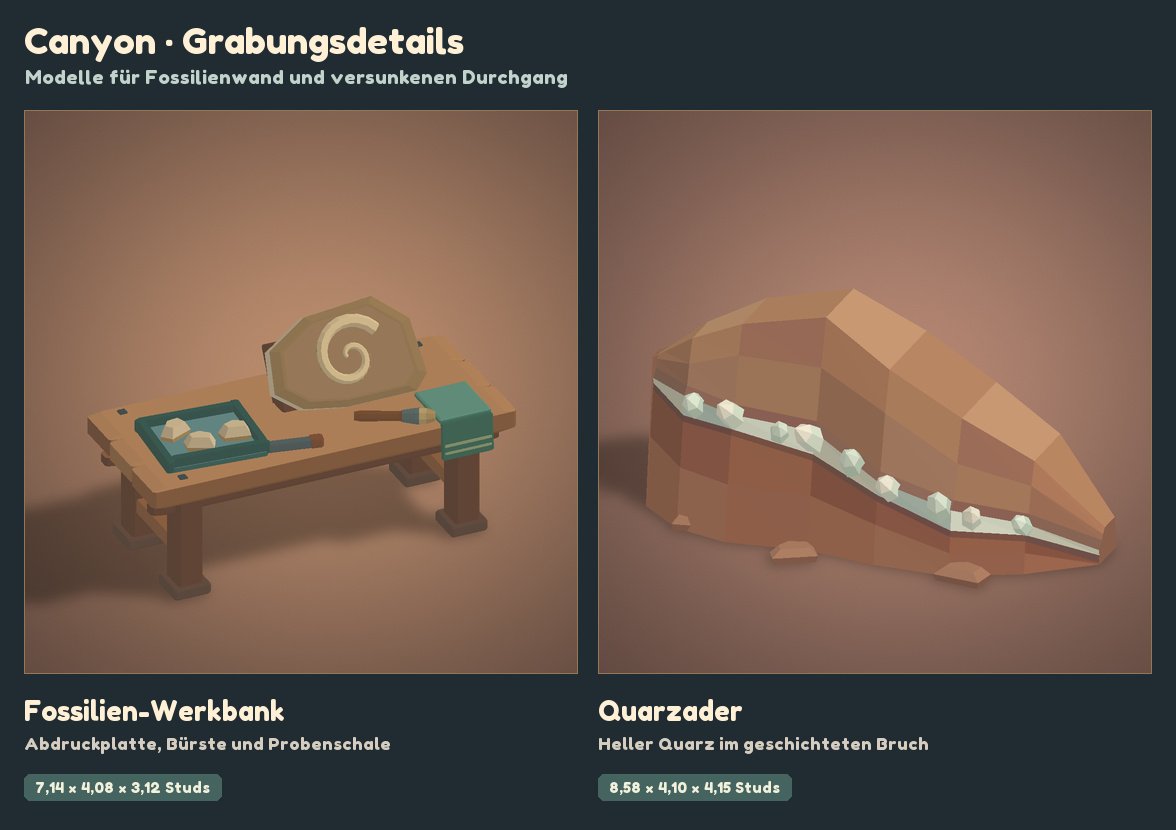 Canyon · Grabungsdetails
Modelle für Fossilienwand und versunkenen Durchgang
Fossilien-Werkbank
Abdruckplatte, Bürste und Probenschale
7,14 × 4,08 × 3,12 Studs
Quarzader
Heller Quarz im geschichteten Bruch
8,58 × 4,10 × 4,15 Studs